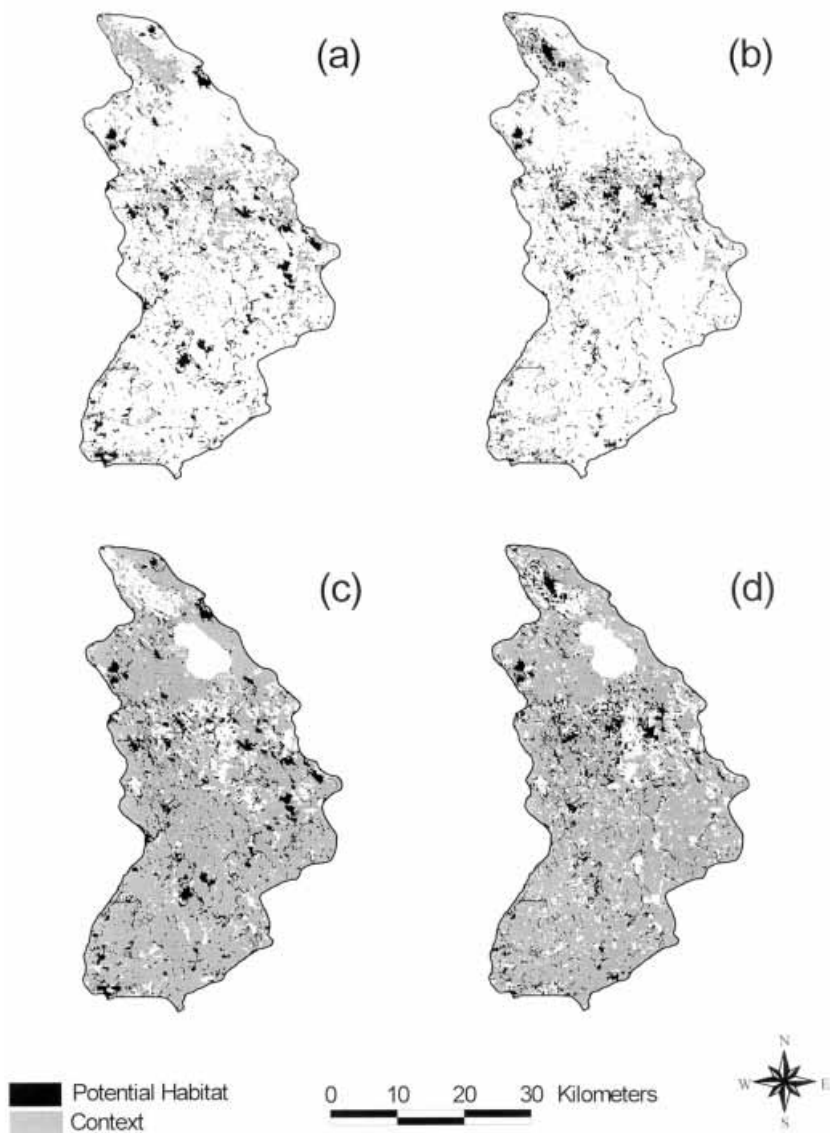 (a)
(b)
(c)
(d)
Potential Habitat
Context
0 10 20 30 Kilometers
N
W E
S